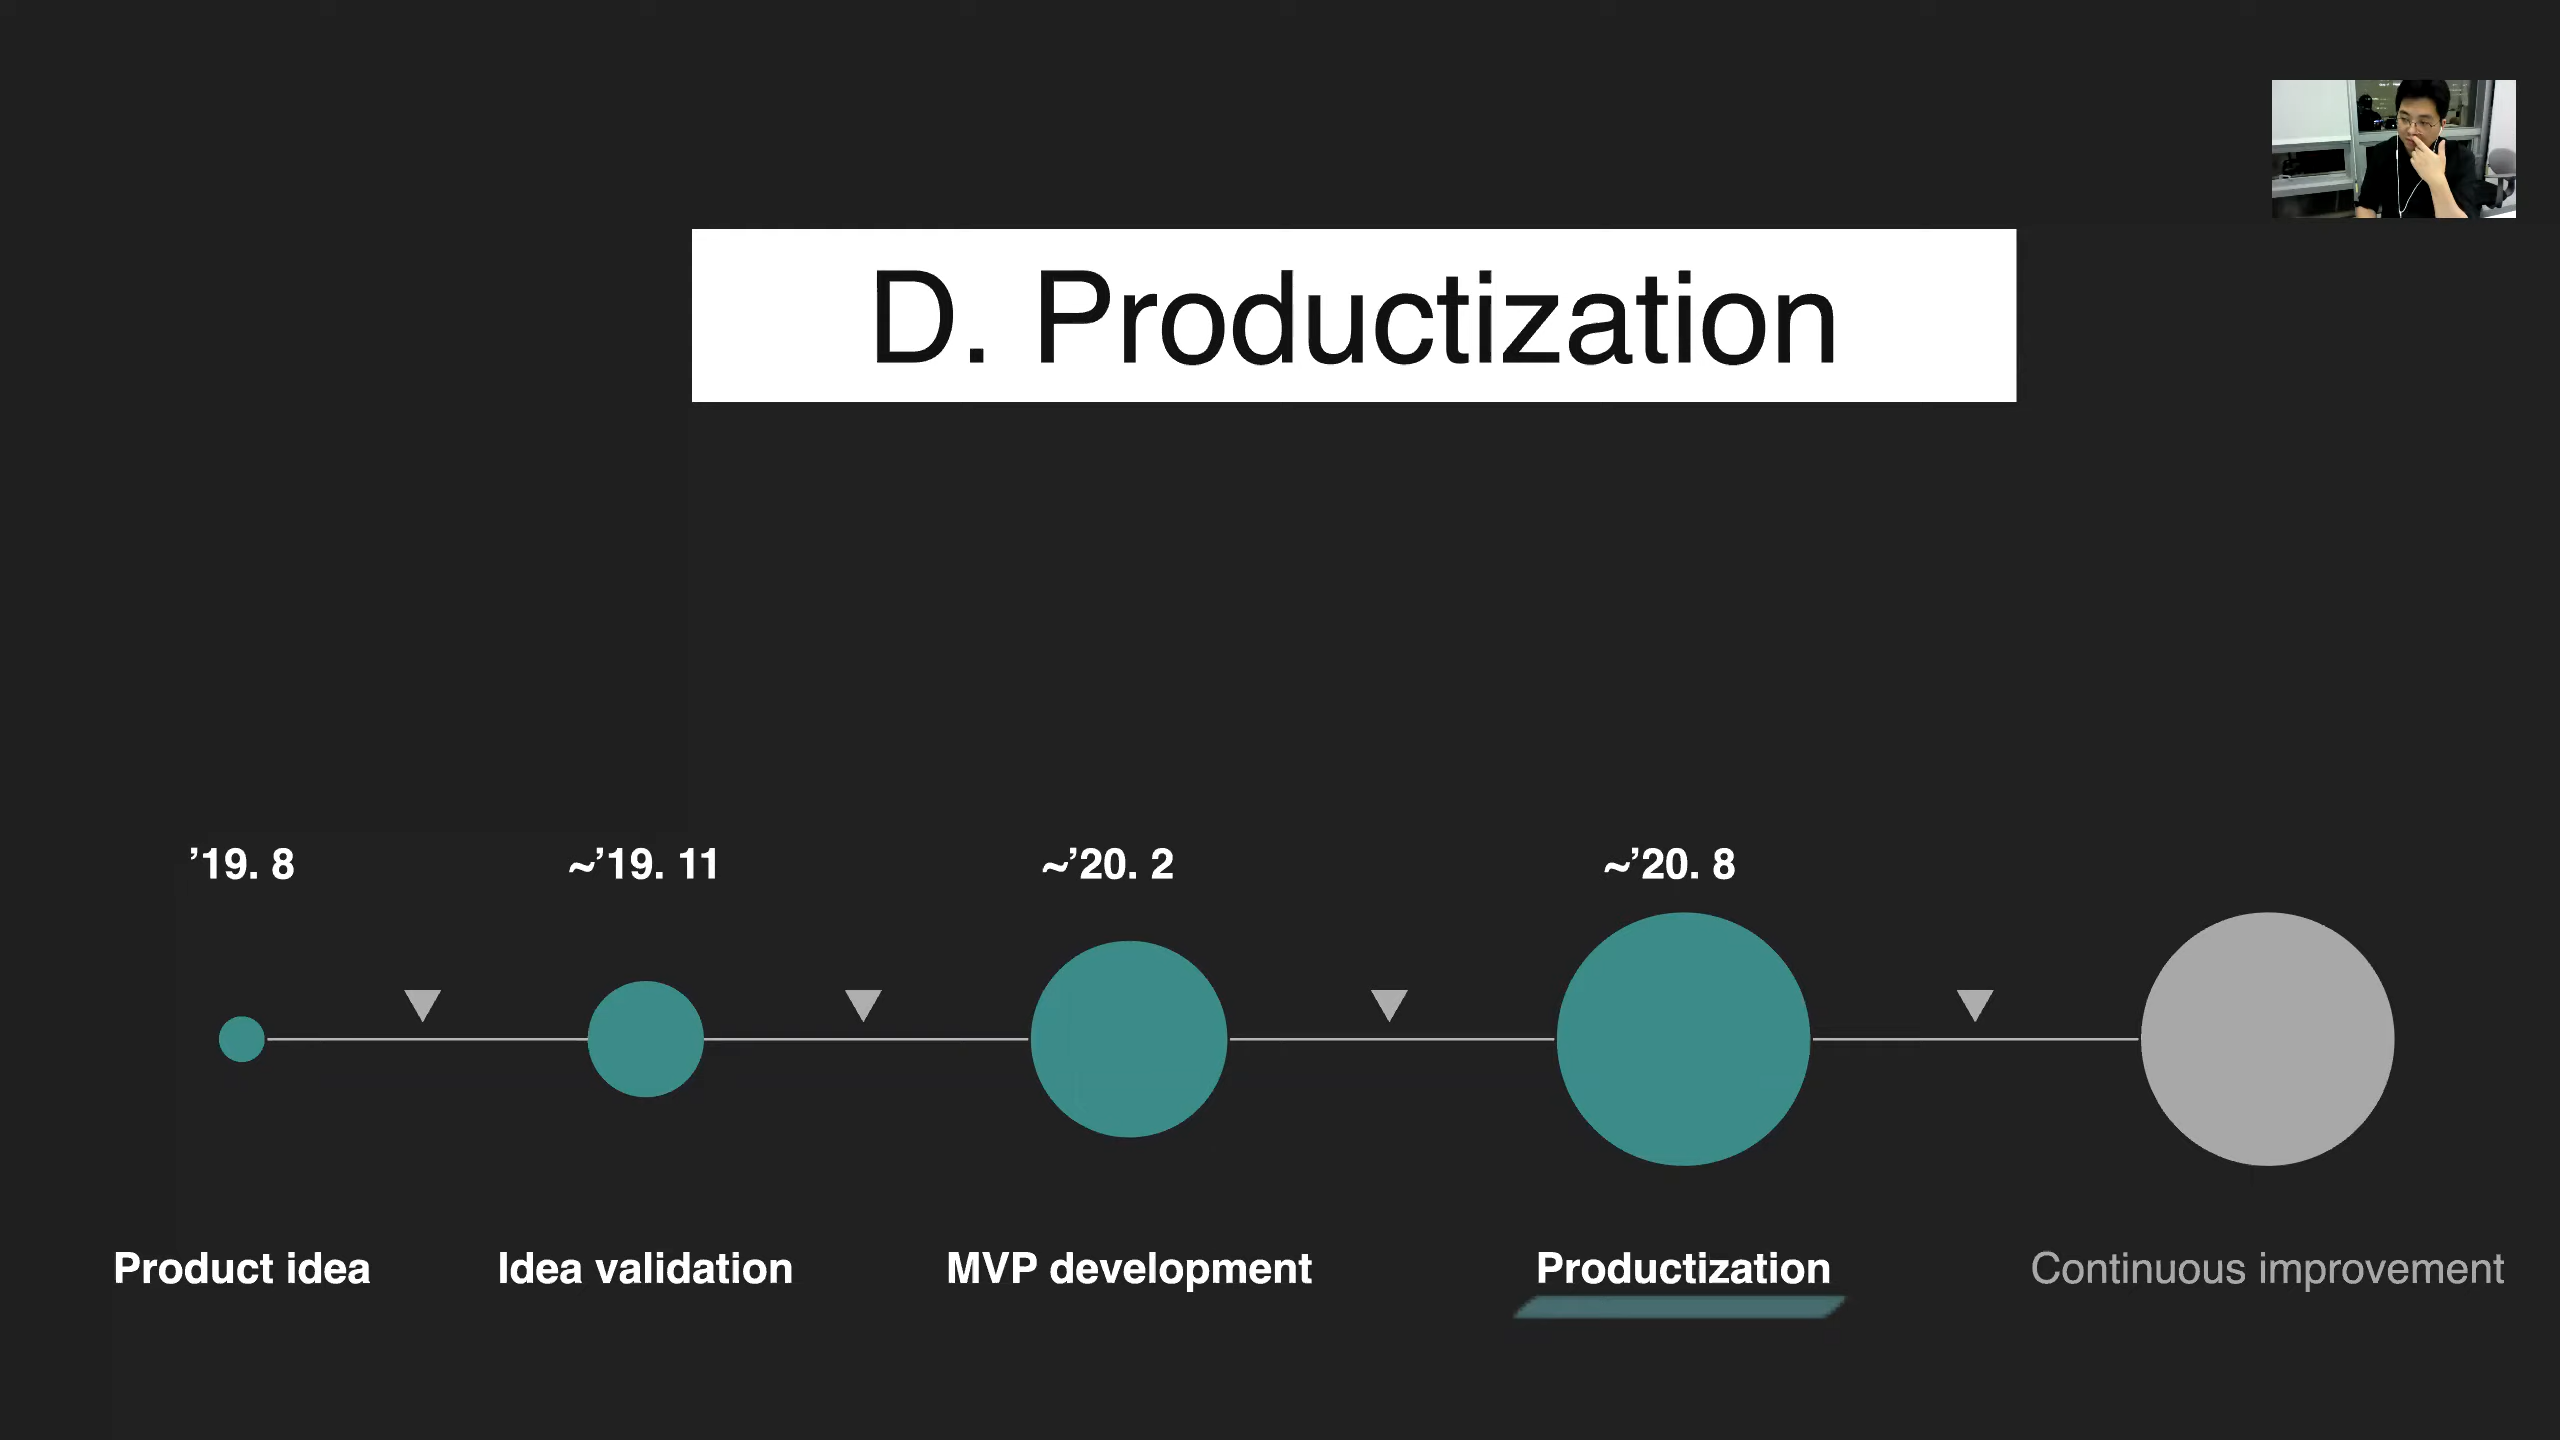 D. Productization
’19. 8
~’19. 11
~’20. 2
~’20. 8
Product idea
Idea validation
MVP development
Productization
Continuous improvement